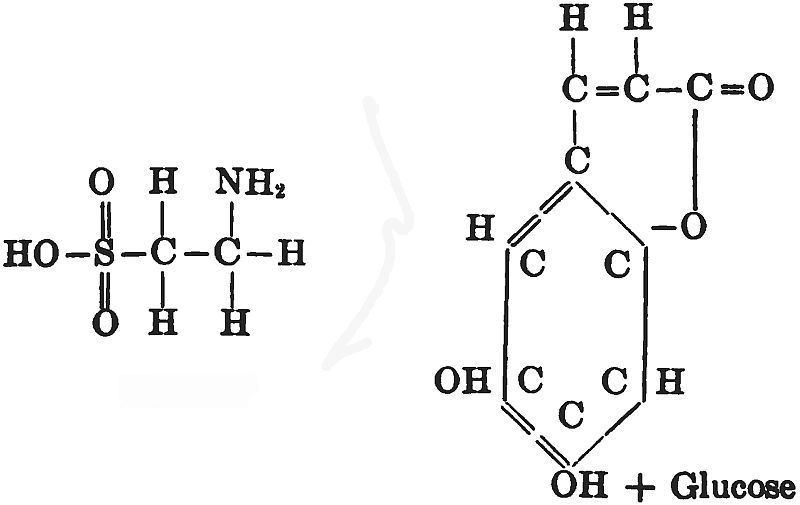 H H
C=C-C=O
C
O H NH₂
H -O
HO-S-C-C-H
C C
O H H
OH C C H
C
OH + Glucose